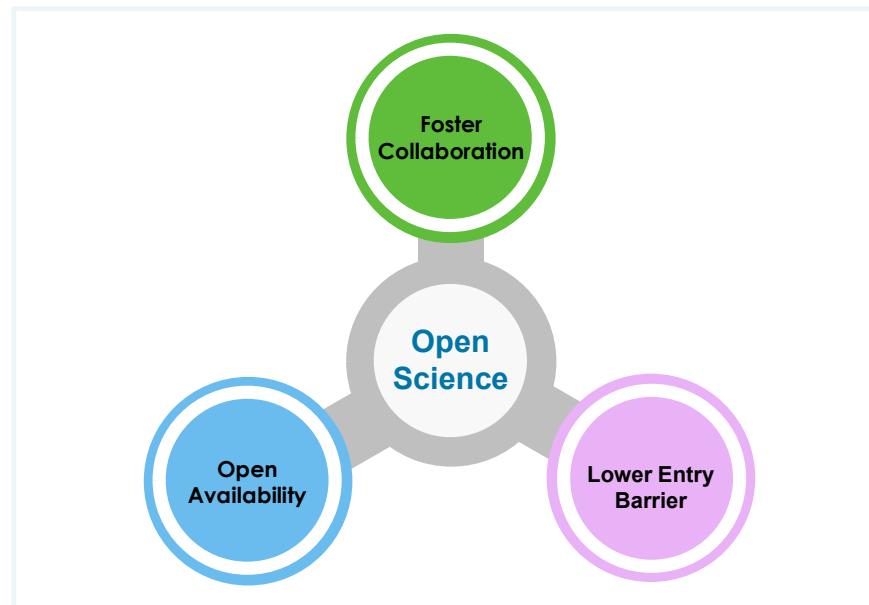 Foster
Collaboration
Open
Science
Open
Availability
Lower Entry
Barrier